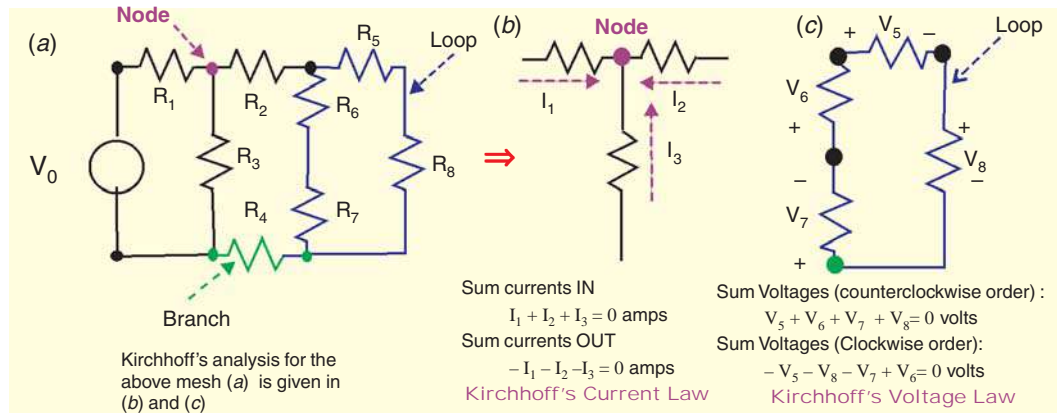 (a)
Node
R5
Loop
R1
R2
R6
R3
V0
R8
R4
R7
Branch
Kirchhoff's analysis for the
above mesh (a) is given in
(b) and (c)
⇒
(b)
Node
I1
I2
I3
Sum currents IN
I1 + I2 + I3 = 0 amps
Sum currents OUT
– I1 – I2 –I3 = 0 amps
Kirchhoff's Current Law
(c)
+ V5 –
Loop
–
V6
+
+
V8
–
–
V7
+
Sum Voltages (counterclockwise order) :
V5 + V6 + V7 + V8= 0 volts
Sum Voltages (Clockwise order):
– V5 – V8 – V7 + V6= 0 volts
Kirchhoff's Voltage Law